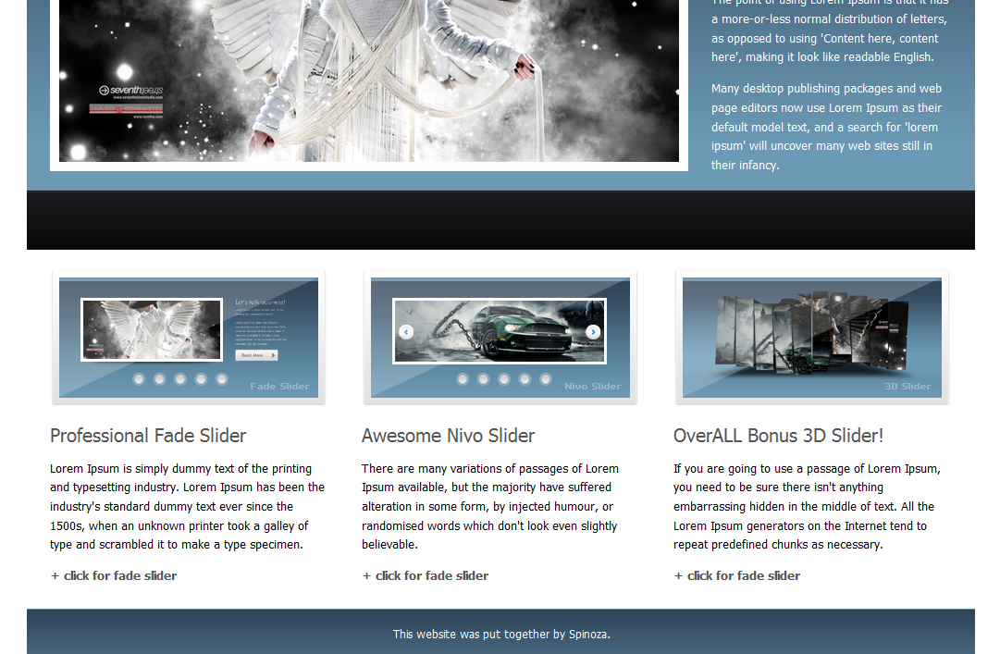 The point of using Lorem Ipsum is that it has
a more-or-less normal distribution of letters,
as opposed to using 'Content here, content
here', making it look like readable English.
Many desktop publishing packages and web
page editors now use Lorem Ipsum as their
default model text, and a search for 'lorem
ipsum' will uncover many web sites still in
their infancy.
seventhstreet
www.seventhstreetstudio.com
Let's talk business!
Read More
Fade Slider
Nivo Slider
3D Slider
Professional Fade Slider
Lorem Ipsum is simply dummy text of the printing
and typesetting industry. Lorem Ipsum has been the
industry's standard dummy text ever since the
1500s, when an unknown printer took a galley of
type and scrambled it to make a type specimen.
+ click for fade slider
Awesome Nivo Slider
There are many variations of passages of Lorem
Ipsum available, but the majority have suffered
alteration in some form, by injected humour, or
randomised words which don't look even slightly
believable.
+ click for fade slider
OverALL Bonus 3D Slider!
If you are going to use a passage of Lorem Ipsum,
you need to be sure there isn't anything
embarrassing hidden in the middle of text. All the
Lorem Ipsum generators on the Internet tend to
repeat predefined chunks as necessary.
+ click for fade slider
This website was put together by Spinoza.